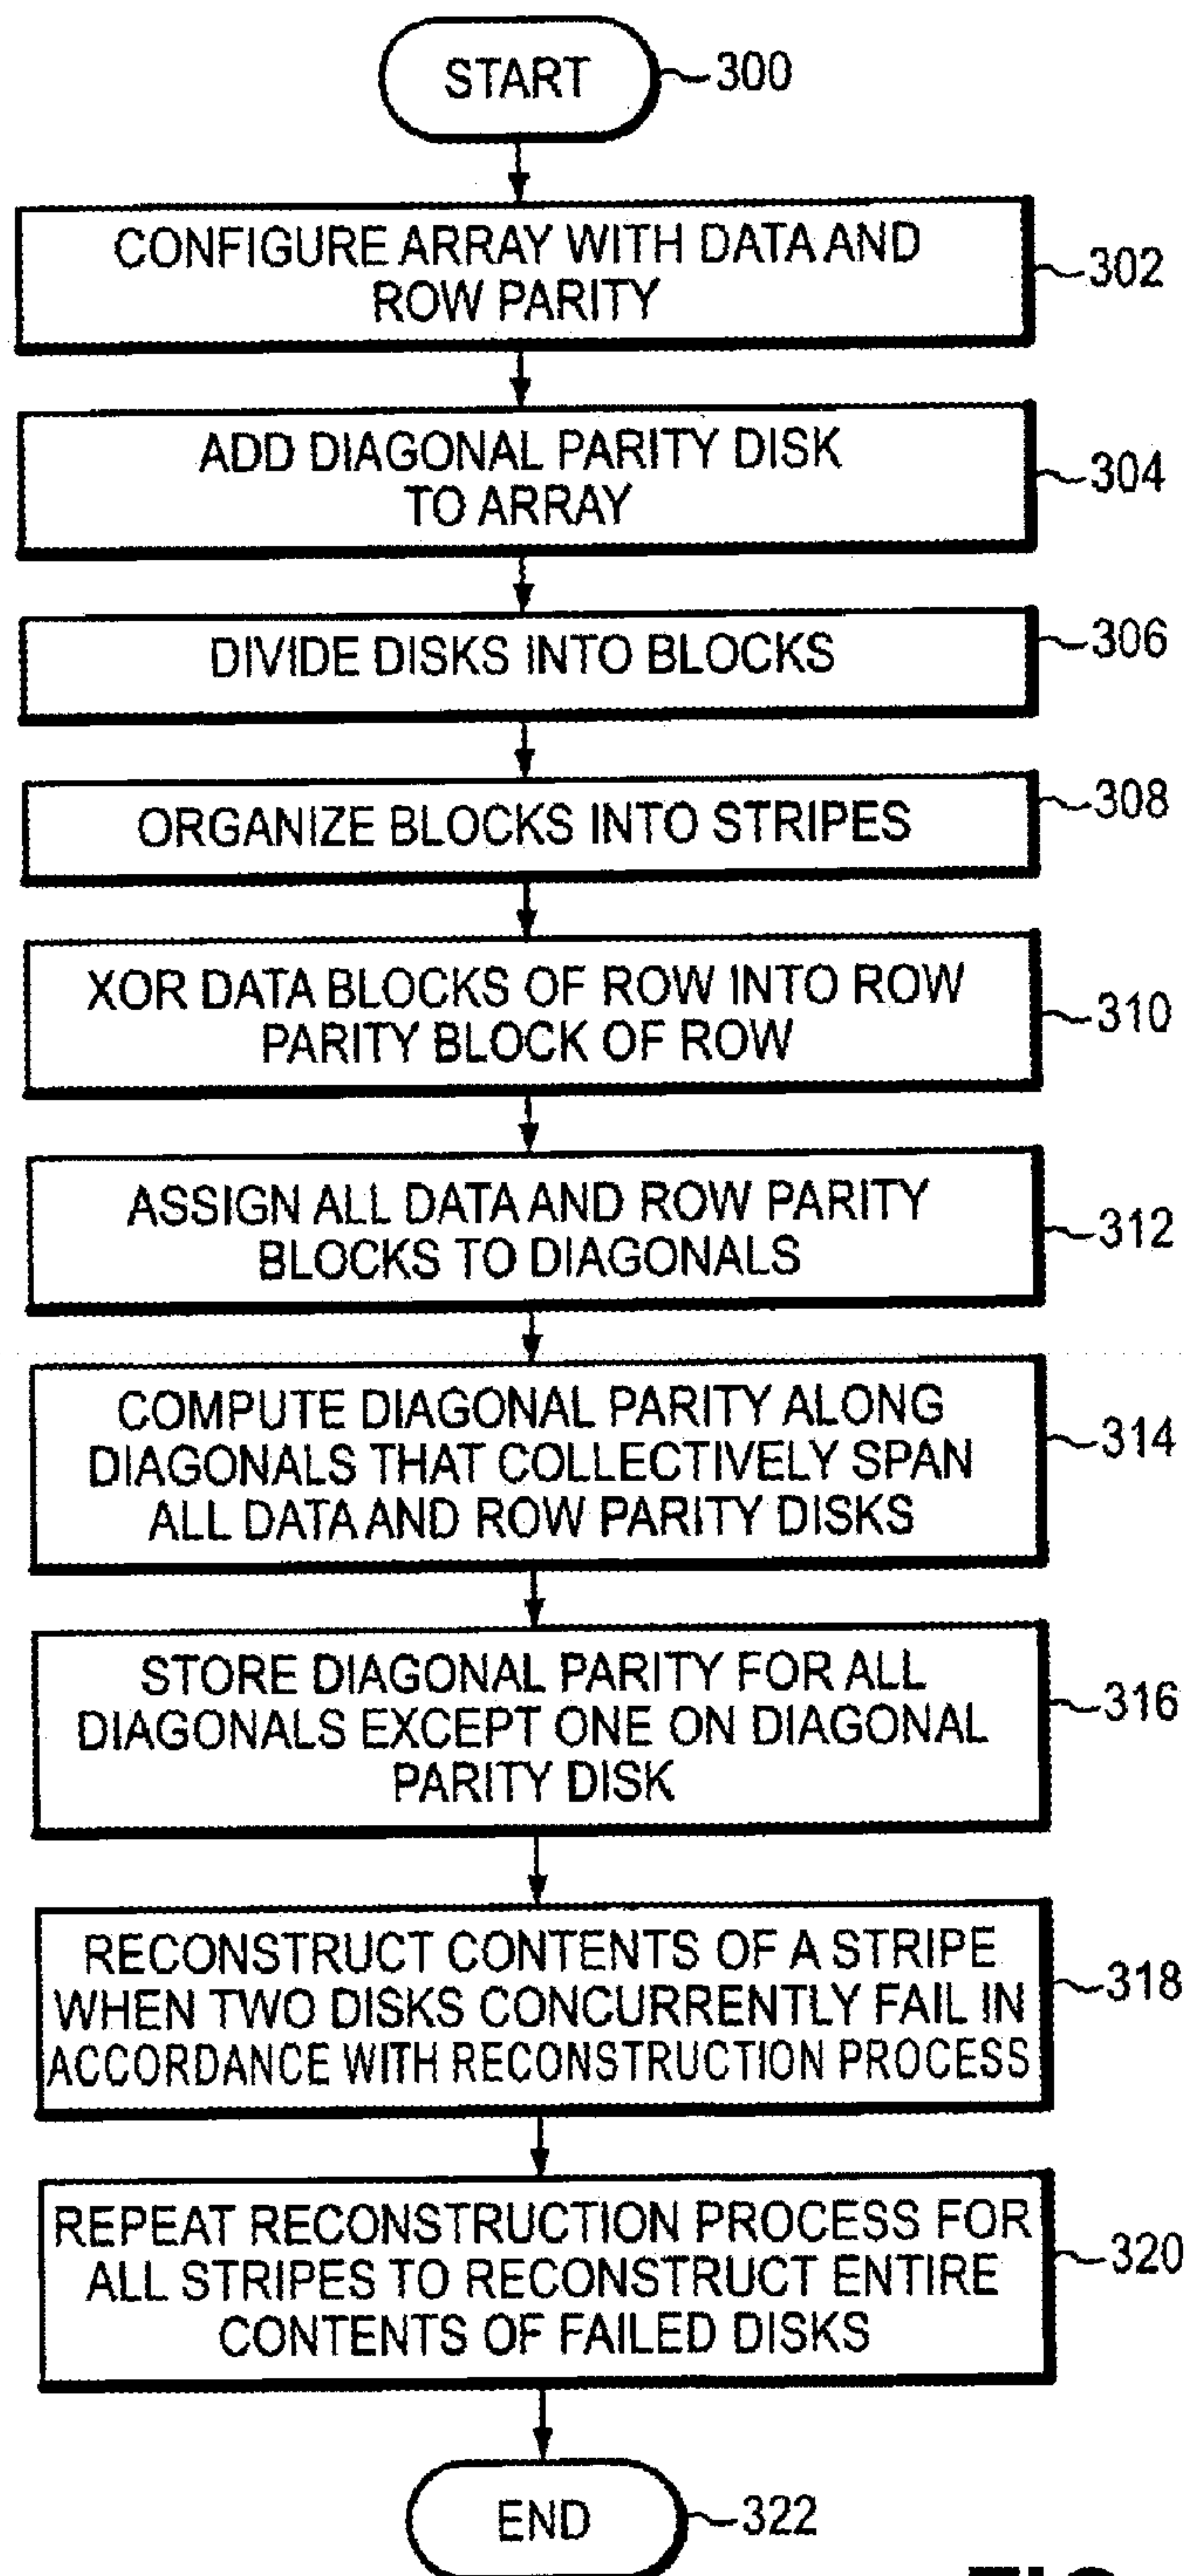 START
300
CONFIGURE ARRAY WITH DATA AND
ROW PARITY
302
ADD DIAGONAL PARITY DISK
TO ARRAY
304
DIVIDE DISKS INTO BLOCKS
306
ORGANIZE BLOCKS INTO STRIPES
308
XOR DATA BLOCKS OF ROW INTO ROW
PARITY BLOCK OF ROW
310
ASSIGN ALL DATA AND ROW PARITY
BLOCKS TO DIAGONALS
312
COMPUTE DIAGONAL PARITY ALONG
DIAGONALS THAT COLLECTIVELY SPAN
ALL DATA AND ROW PARITY DISKS
314
STORE DIAGONAL PARITY FOR ALL
DIAGONALS EXCEPT ONE ON DIAGONAL
PARITY DISK
316
RECONSTRUCT CONTENTS OF A STRIPE
WHEN TWO DISKS CONCURRENTLY FAIL IN
ACCORDANCE WITH RECONSTRUCTION PROCESS
318
REPEAT RECONSTRUCTION PROCESS FOR
ALL STRIPES TO RECONSTRUCT ENTIRE
CONTENTS OF FAILED DISKS
320
END
322